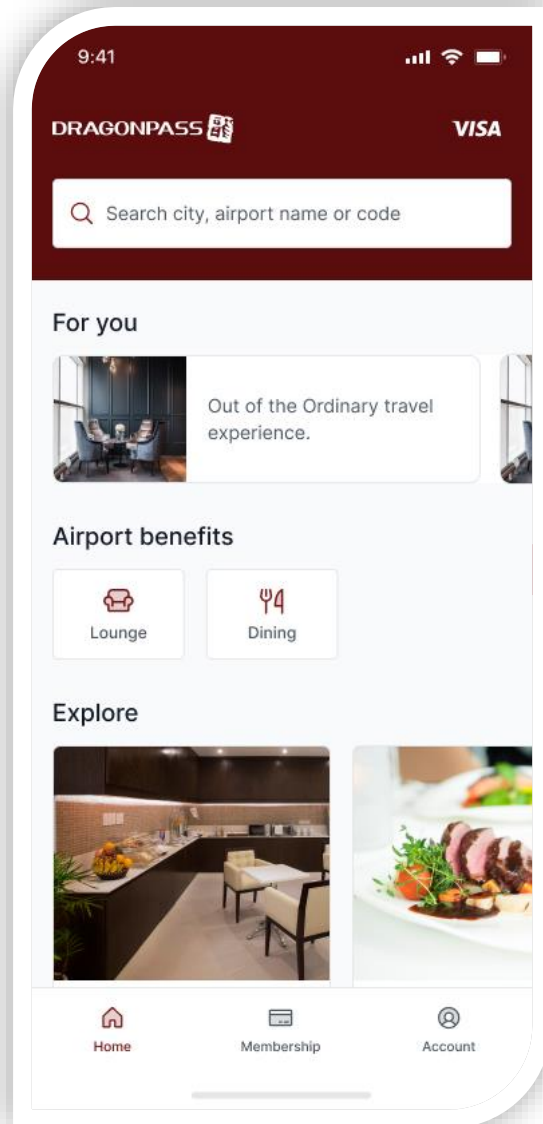 9:41
DRAGONPASS
VISA
Search city, airport name or code
For you
Out of the Ordinary travel
experience.
Airport benefits
Lounge
Dining
Explore
Home
Membership
Account